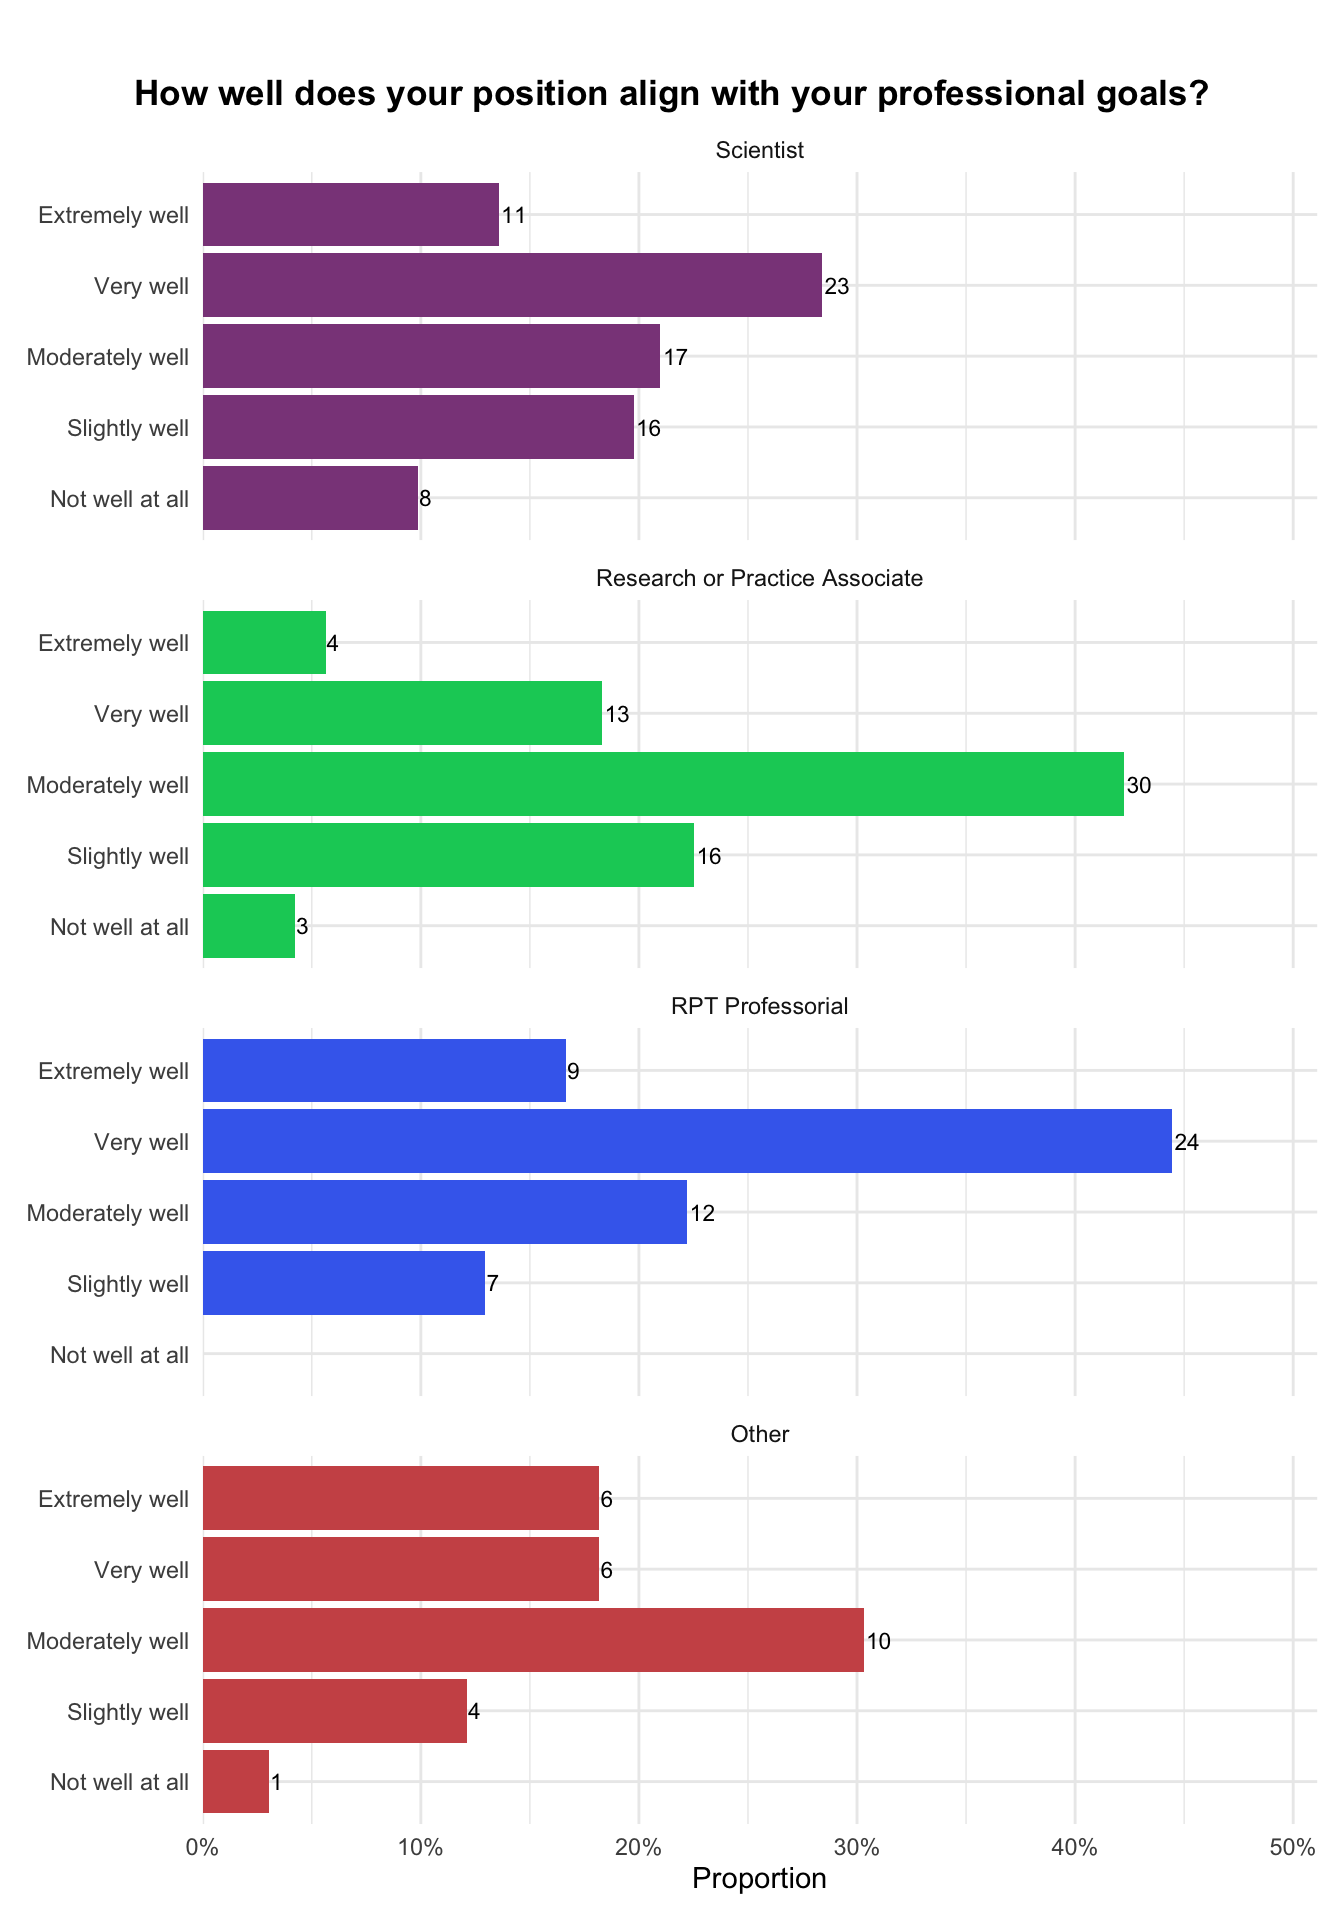 How well does your position align with your professional goals?
Scientist
Extremely well 11
Very well 23
Moderately well 17
Slightly well 16
Not well at all 8
Research or Practice Associate
Extremely well 4
Very well 13
Moderately well 30
Slightly well 16
Not well at all 3
RPT Professorial
Extremely well 9
Very well 24
Moderately well 12
Slightly well 7
Not well at all
Other
Extremely well 6
Very well 6
Moderately well 10
Slightly well 4
Not well at all 1
0% 10% 20% 30% 40% 50%
Proportion